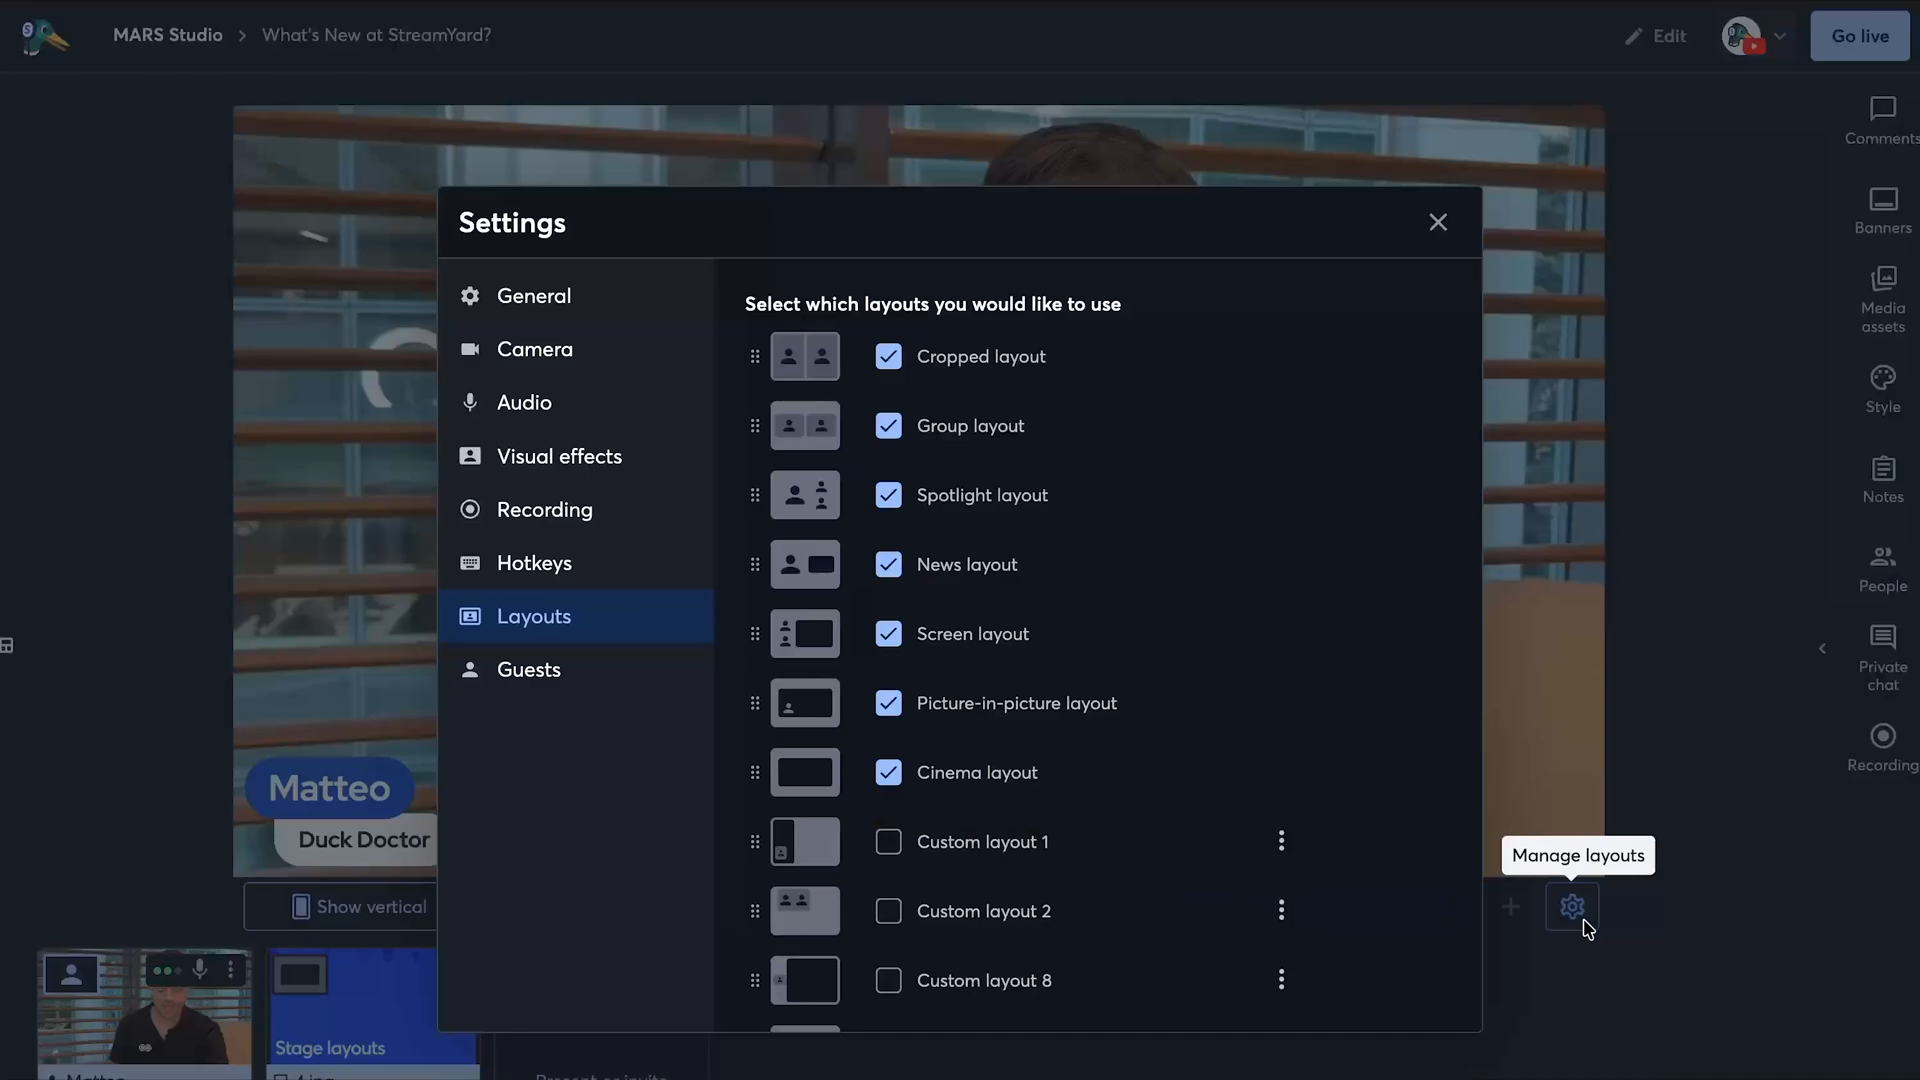 MARS Studio
What's New at StreamYard?
Edit
Go live
Comments
Banners
Media
assets
Style
Notes
People
Private
chat
Recording
Settings
General
Camera
Audio
Visual effects
Recording
Hotkeys
Layouts
Guests
Select which layouts you would like to use
Cropped layout
Group layout
Spotlight layout
News layout
Screen layout
Picture-in-picture layout
Cinema layout
Custom layout 1
Custom layout 2
Custom layout 8
Manage layouts
Matteo
Duck Doctor
Show vertical
Stage layouts
Matteo